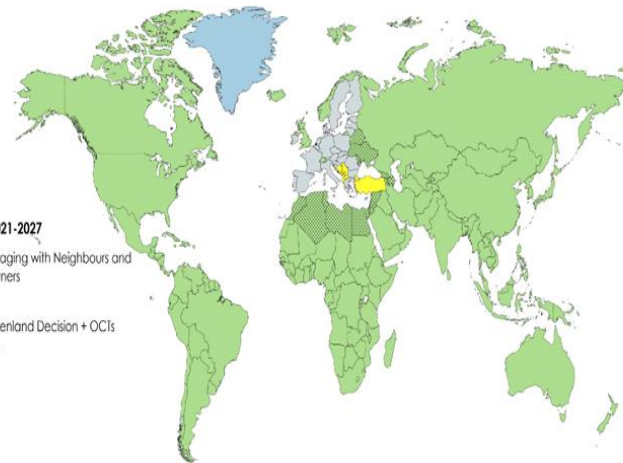 21-2027
aging with Neighbours and
ners
enland Decision + OCTs